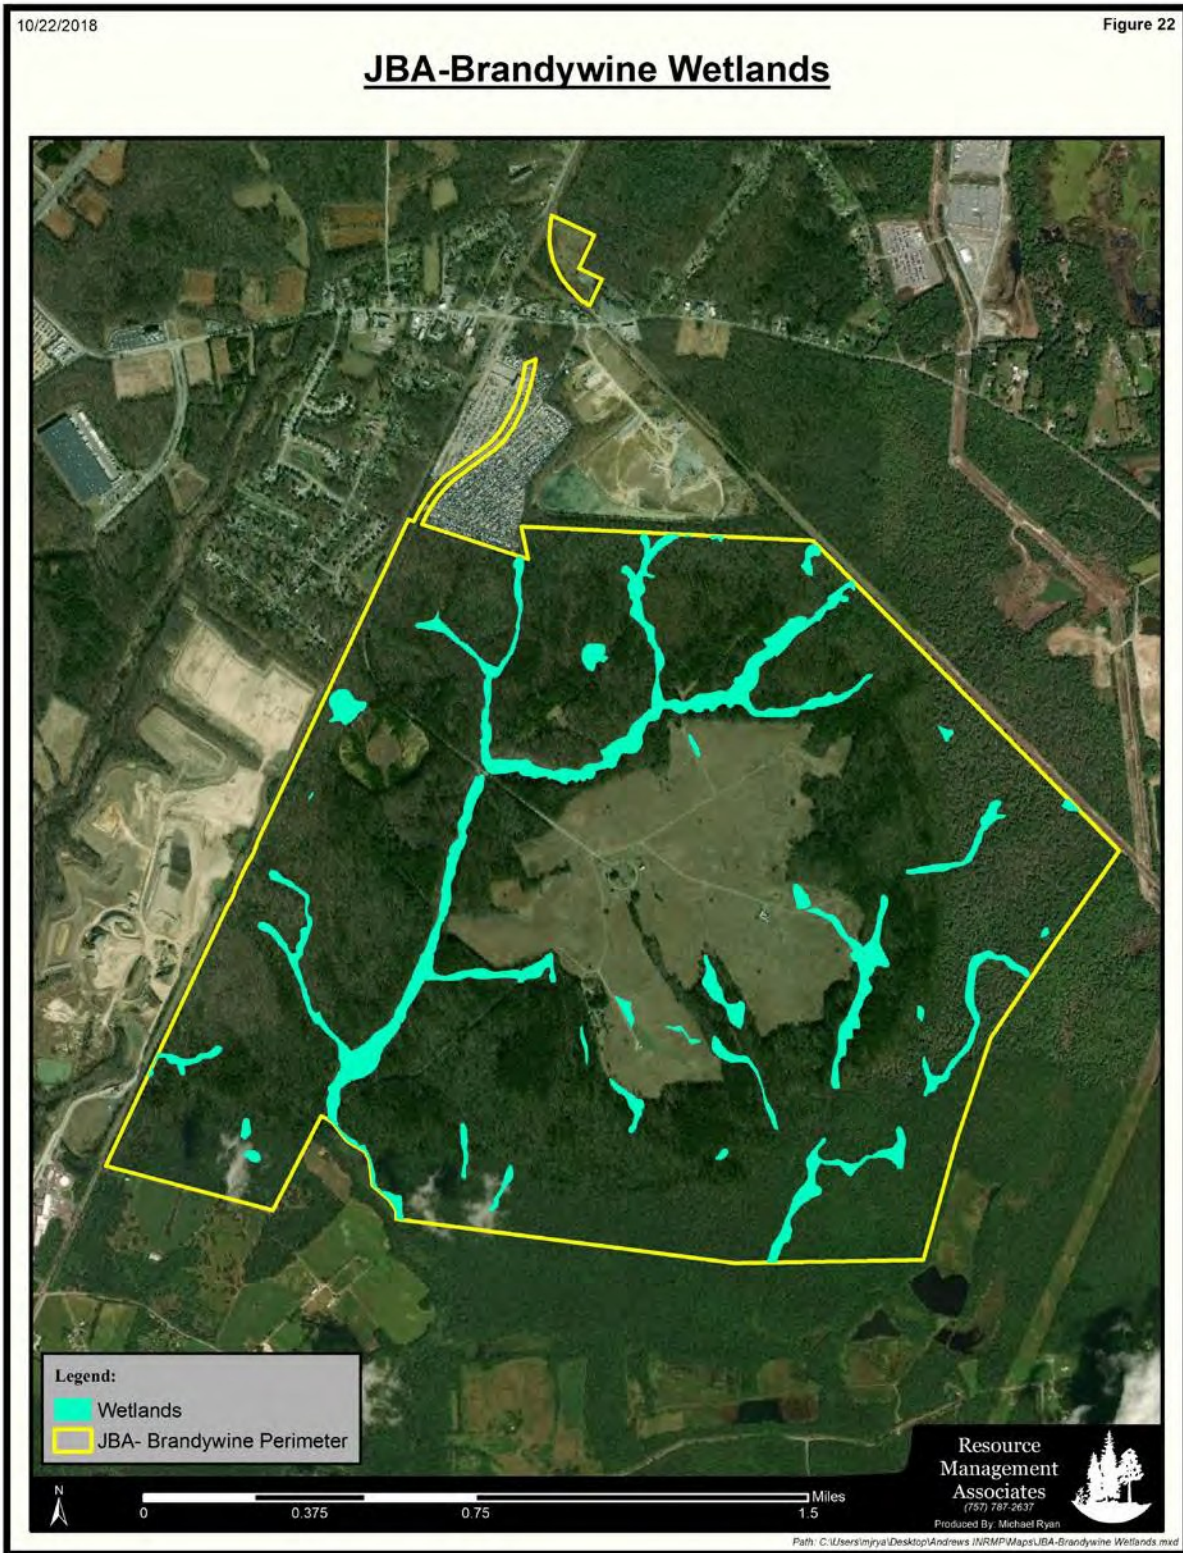 10/22/2018
Figure 22
JBA-Brandywine Wetlands
Legend:
Wetlands
JBA- Brandywine Perimeter
N
Miles
0
0.375
0.75
1.5
Resource
Management
Associates
(757) 787-2637
Produced By: Michael Ryan
Path: C:\Users\mjrya\Desktop\Andrews INRMP\Maps\JBA-Brandywine Wetlands.mxd